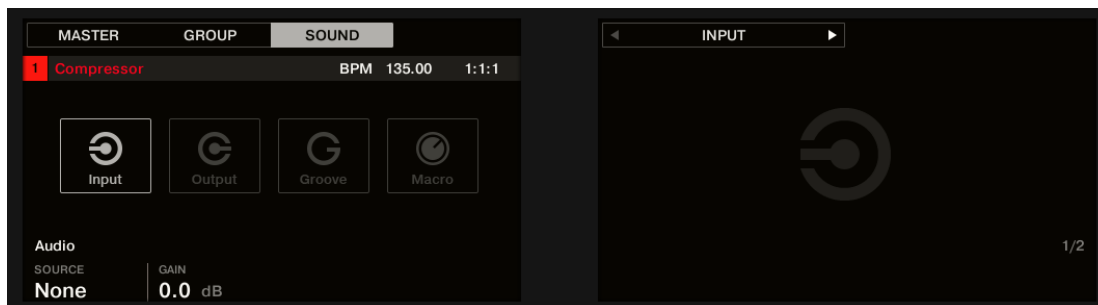 MASTER GROUP SOUND
1 Compressor BPM 135.00 1:1:1
Input Output Groove Macro
Audio
SOURCE GAIN
None 0.0 dB
INPUT
1/2